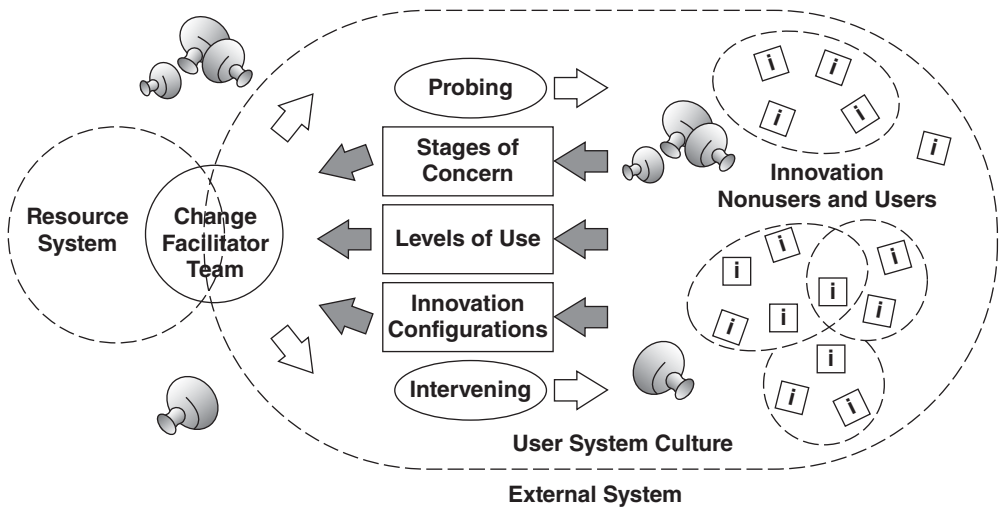 Probing
Stages of
Concern
Levels of Use
Innovation
Configurations
Intervening
Resource
System
Change
Facilitator
Team
i
i
i
i
i
Innovation
Nonusers and Users
i
i
i
i
i
i
i
i
i
i
User System Culture
External System